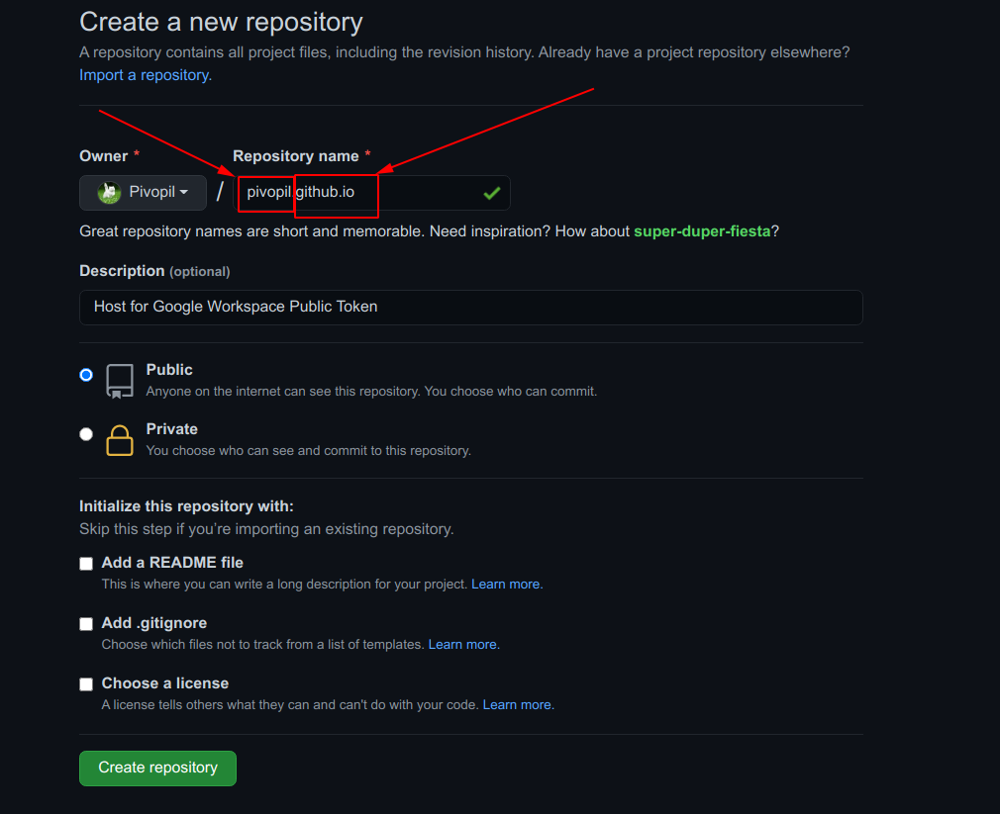 Create a new repository
A repository contains all project files, including the revision history. Already have a project repository elsewhere?
Import a repository.
Owner * Repository name *
Pivopil / pivopil.github.io
Great repository names are short and memorable. Need inspiration? How about super-duper-fiesta?
Description (optional)
Host for Google Workspace Public Token
Public
Anyone on the internet can see this repository. You choose who can commit.
Private
You choose who can see and commit to this repository.
Initialize this repository with:
Skip this step if you’re importing an existing repository.
Add a README file
This is where you can write a long description for your project. Learn more.
Add .gitignore
Choose which files not to track from a list of templates. Learn more.
Choose a license
A license tells others what they can and can't do with your code. Learn more.
Create repository